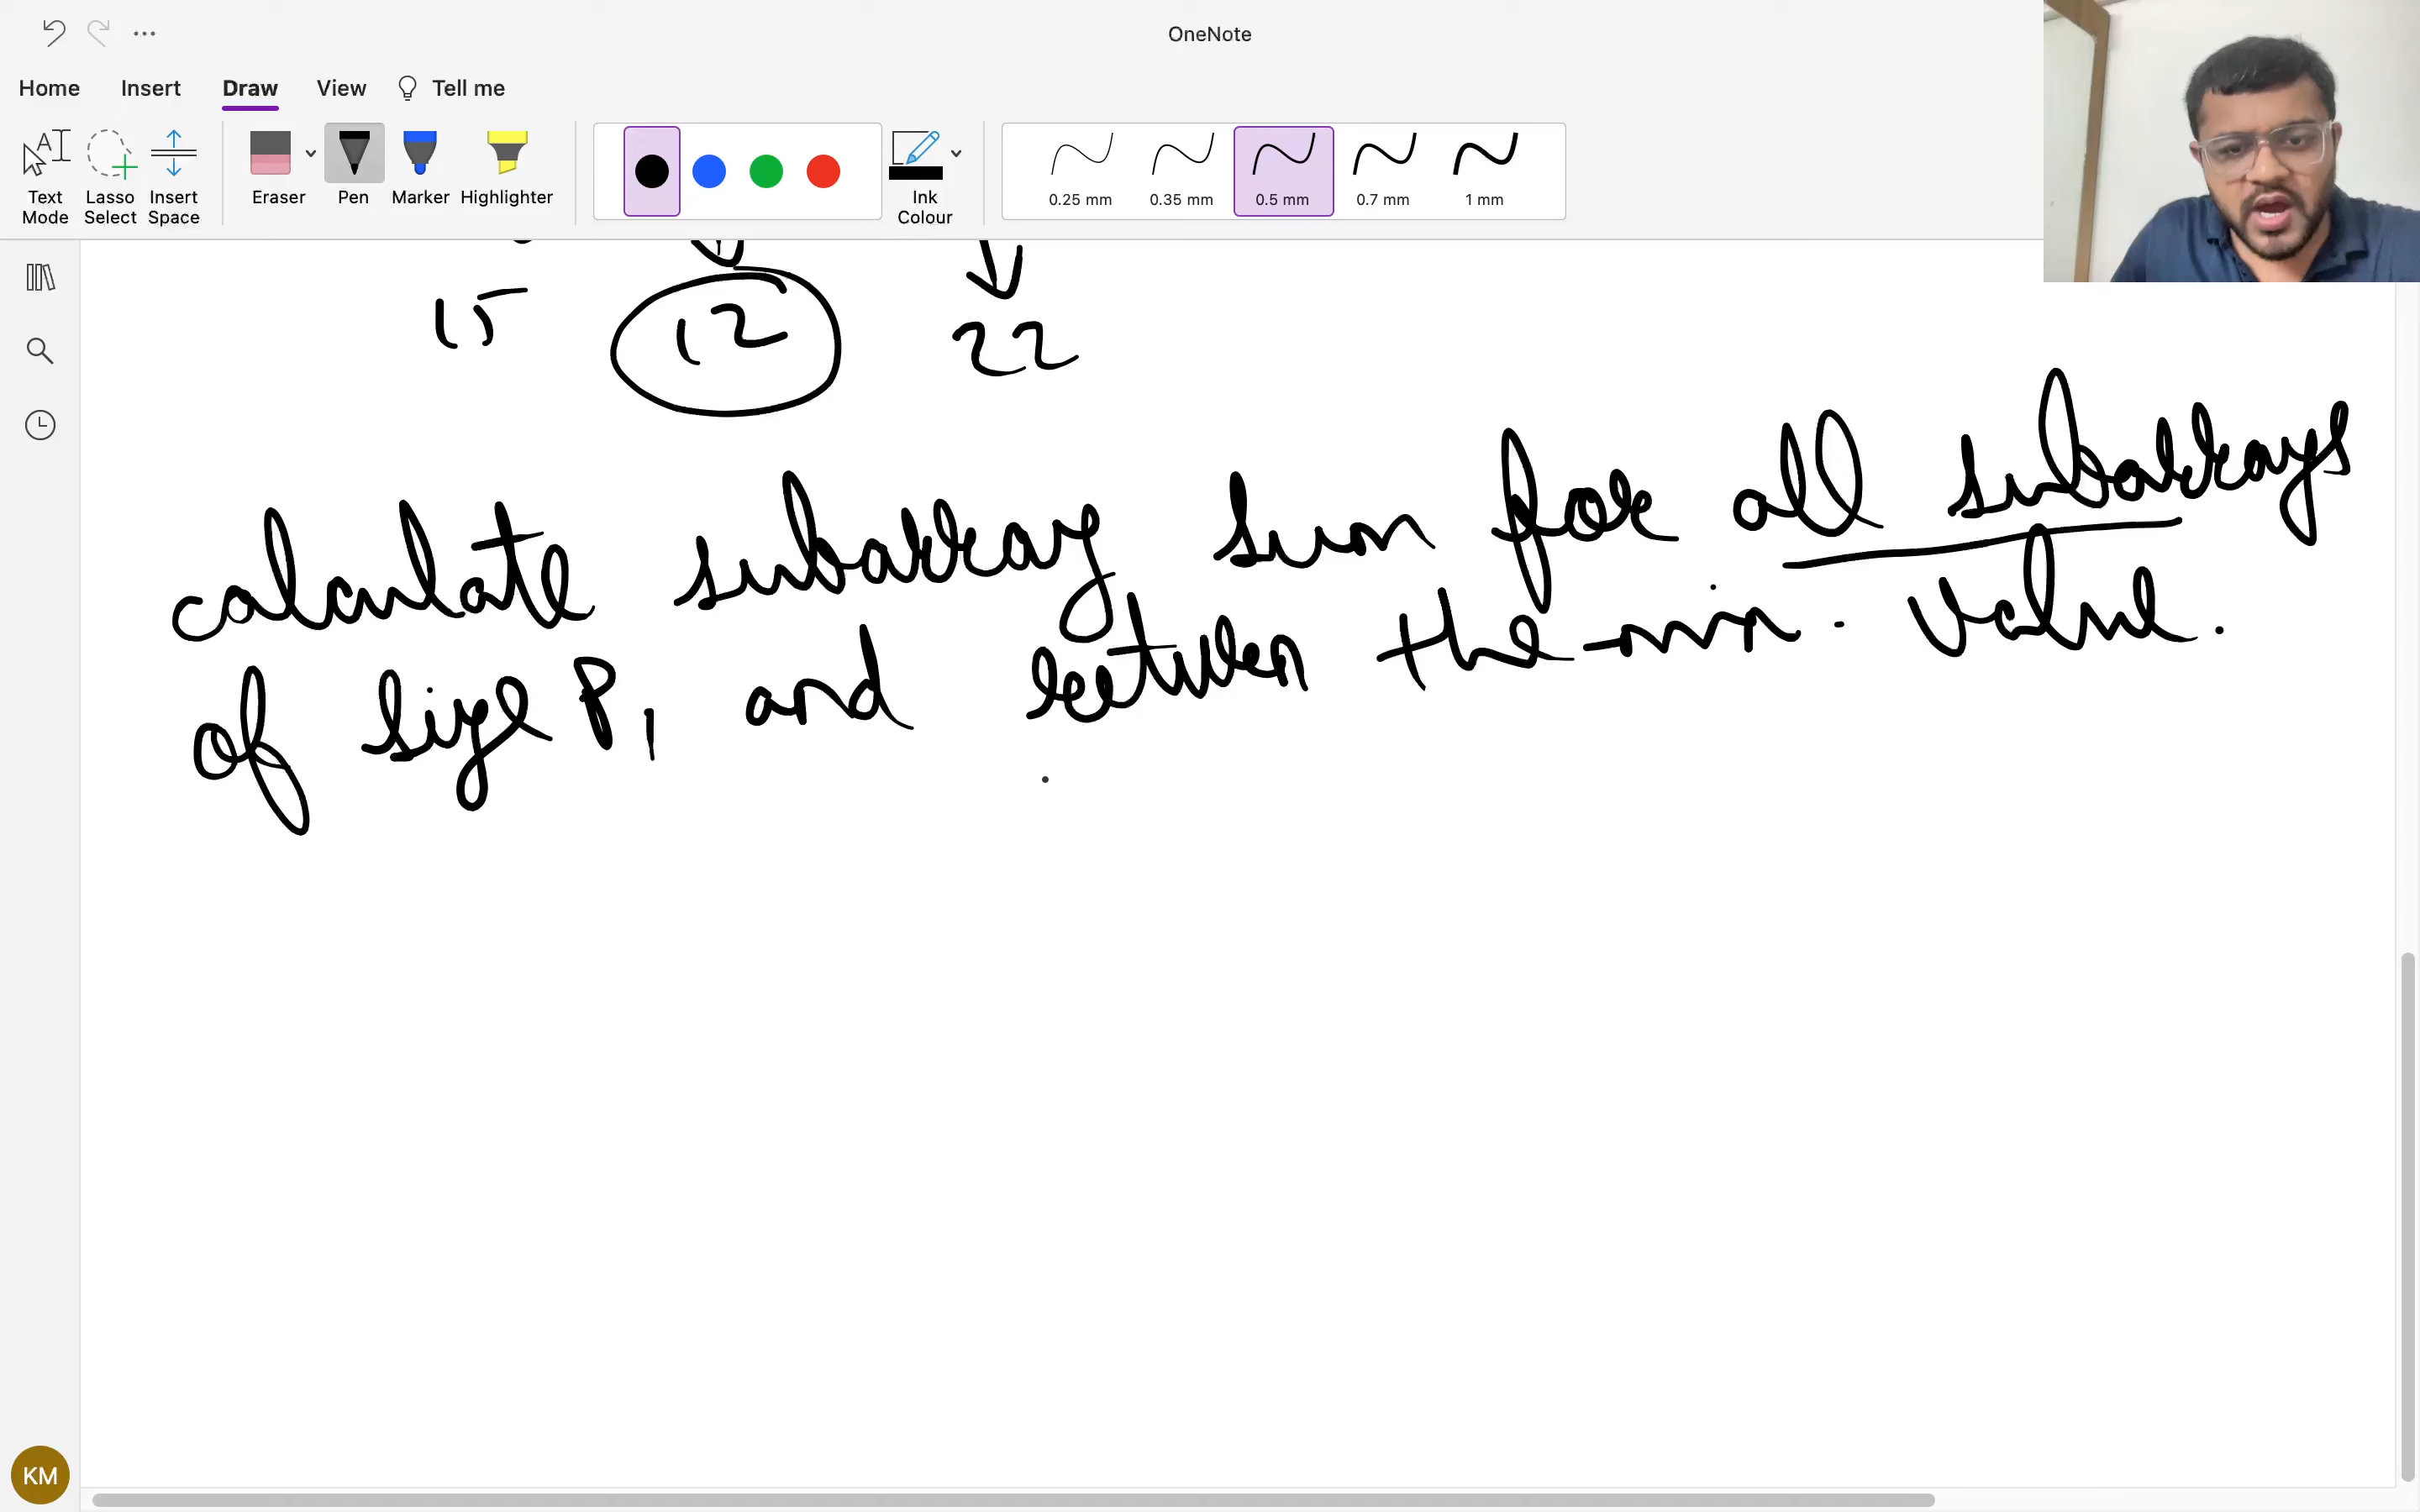 OneNote
Home Insert Draw View Tell me
Text Mode
Lasso Select
Insert Space
Eraser
Pen
Marker
Highlighter
Ink Colour
0.25 mm
0.35 mm
0.5 mm
0.7 mm
1 mm
15 12 22
calculate subarray sum for all subarrays
of size P, and return the min. value.
KM